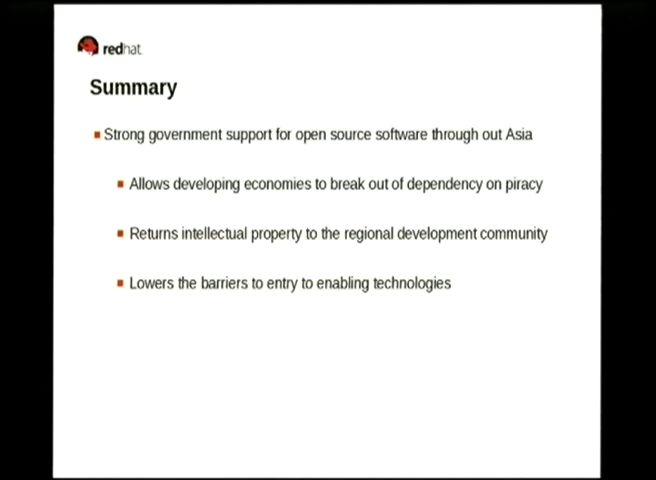 redhat
Summary
Strong government support for open source software through out Asia
Allows developing economies to break out of dependency on piracy
Returns intellectual property to the regional development community
Lowers the barriers to entry to enabling technologies